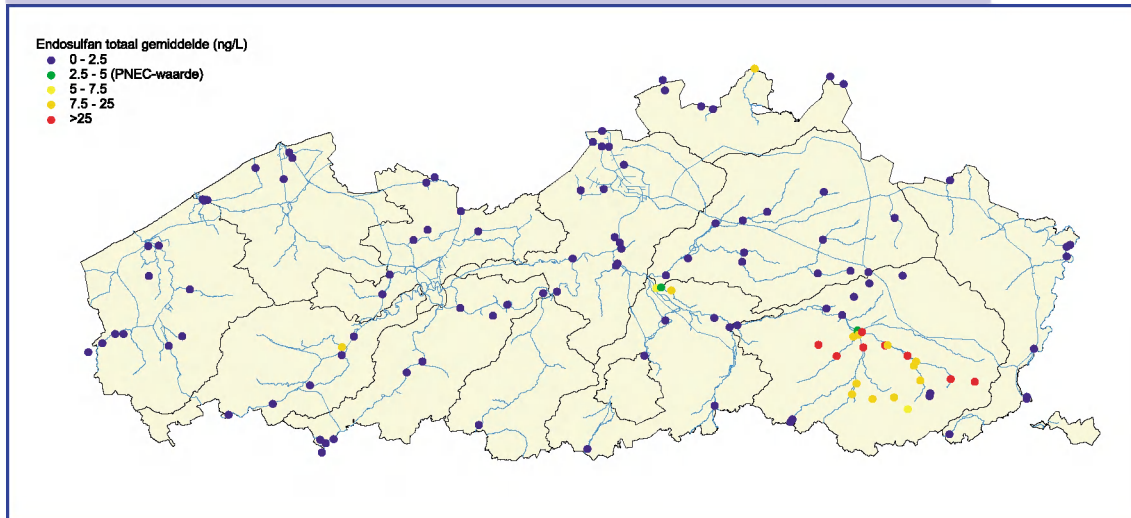 Endosulfan totaal gemiddelde (ng/L)
0 - 2.5
2.5 - 5 (PNEC-waarde)
5 - 7.5
7.5 - 25
>25